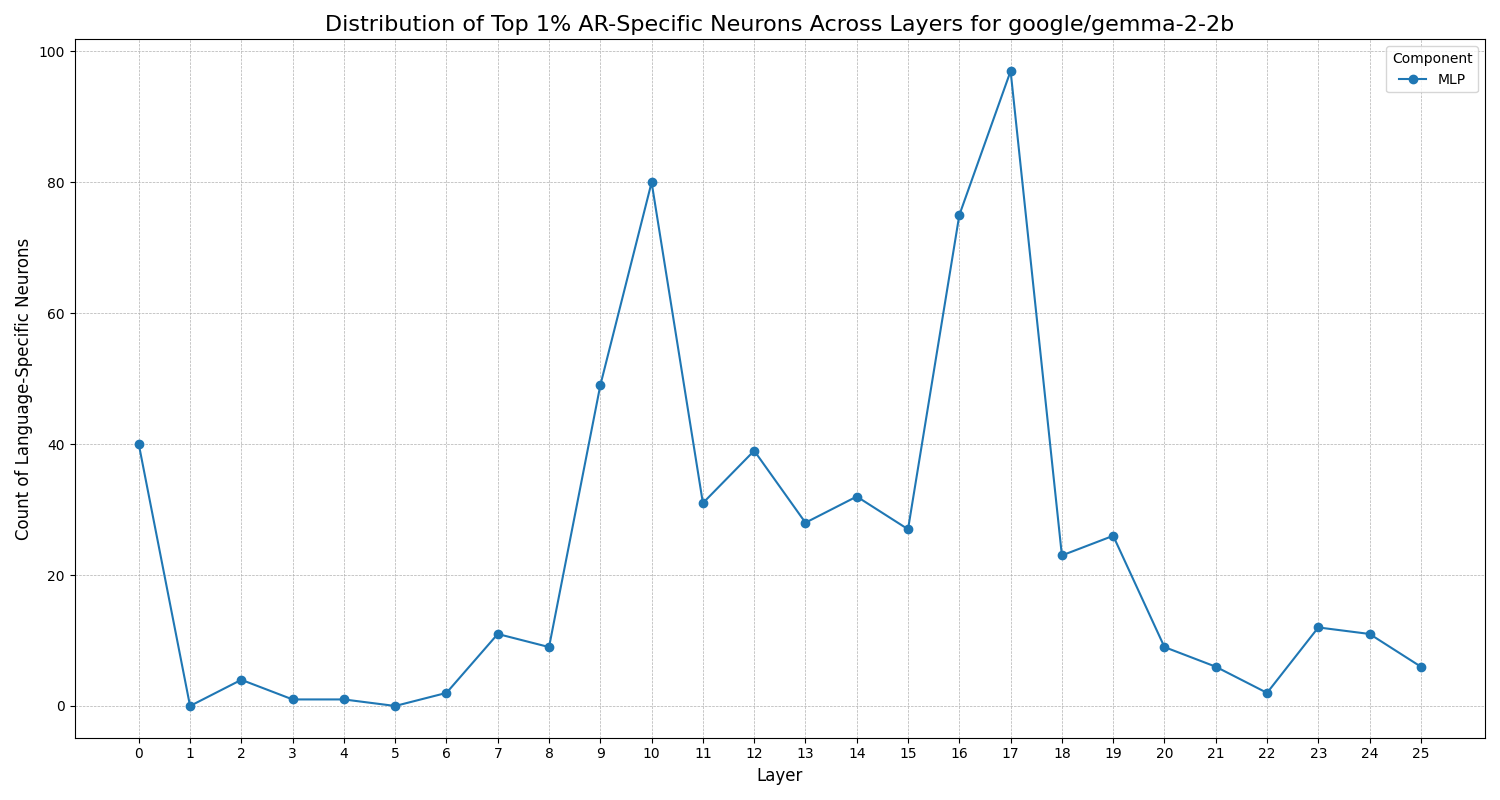 Distribution of Top 1% AR-Specific Neurons Across Layers for google/gemma-2-2b
Component
MLP
Count of Language-Specific Neurons
100
80
60
40
20
0
0 1 2 3 4 5 6 7 8 9 10 11 12 13 14 15 16 17 18 19 20 21 22 23 24 25
Layer